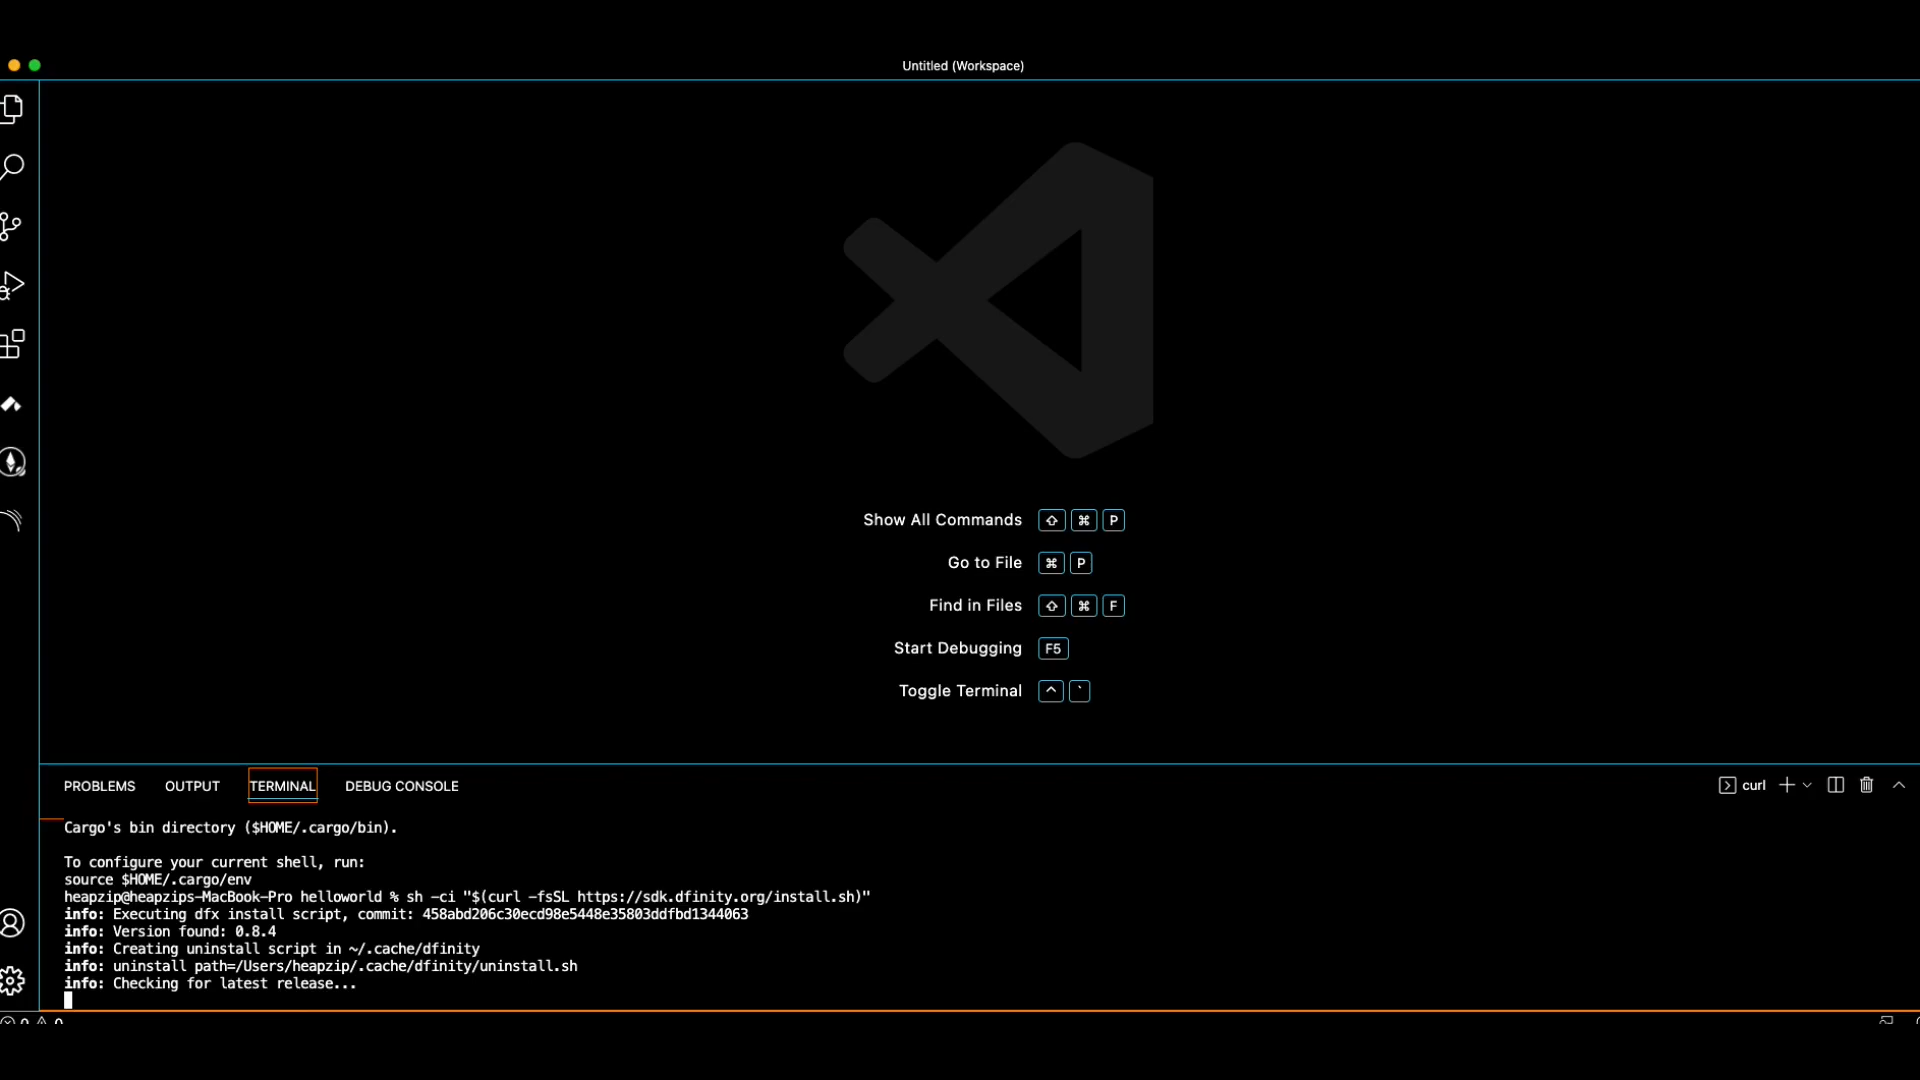 Untitled (Workspace)
Show All Commands ⇧ ⌘ P
Go to File ⌘ P
Find in Files ⇧ ⌘ F
Start Debugging F5
Toggle Terminal ^ `
PROBLEMS OUTPUT TERMINAL DEBUG CONSOLE curl
Cargo's bin directory ($HOME/.cargo/bin).
To configure your current shell, run:
source $HOME/.cargo/env
heapzip@heapzips-MacBook-Pro helloworld % sh -ci "$(curl -fsSL https://sdk.dfinity.org/install.sh)"
info: Executing dfx install script, commit: 458abd206c30ecd98e5448e35803ddfbd1344063
info: Version found: 0.8.4
info: Creating uninstall script in ~/.cache/dfinity
info: uninstall path=/Users/heapzip/.cache/dfinity/uninstall.sh
info: Checking for latest release...
0 0